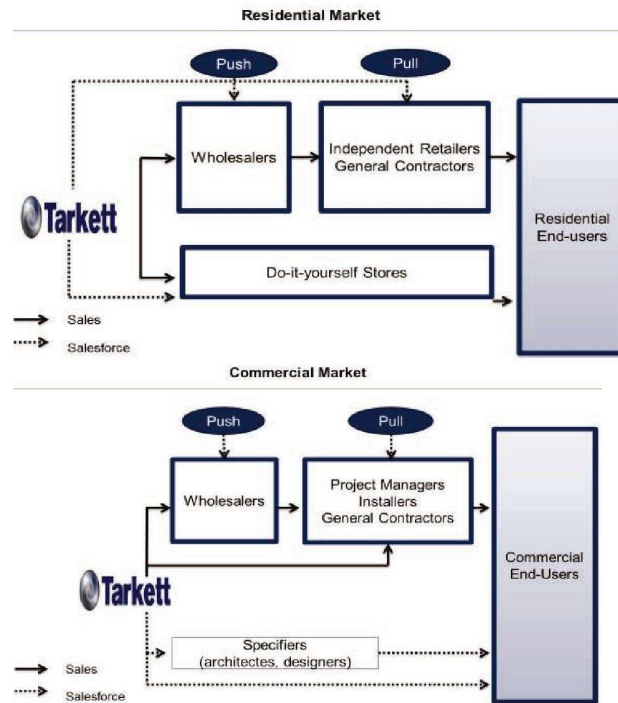 Residential Market
Push
Pull
Wholesalers
Independent Retailers
General Contractors
Tarkett
Residential
End-users
Do-it-yourself Stores
Sales
Salesforce
Commercial Market
Push
Pull
Wholesalers
Project Managers
Installers
General Contractors
Commercial
End-Users
Tarkett
Specifiers
(architectes, designers)
Sales
Salesforce